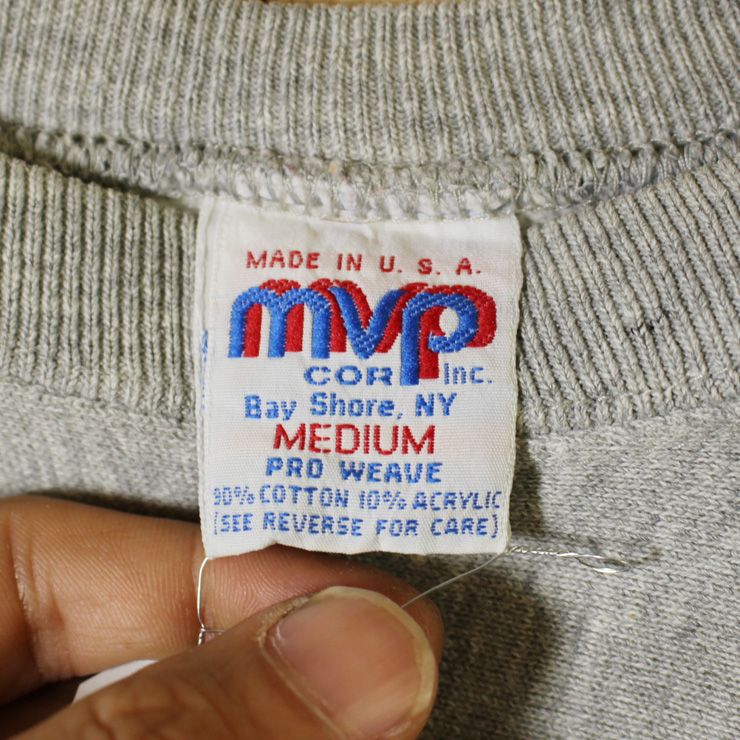 MADE IN U.S.A.
mvp
CORP Inc.
Bay Shore, NY
MEDIUM
PRO WEAVE
90% COTTON 10% ACRYLIC
(SEE REVERSE FOR CARE)